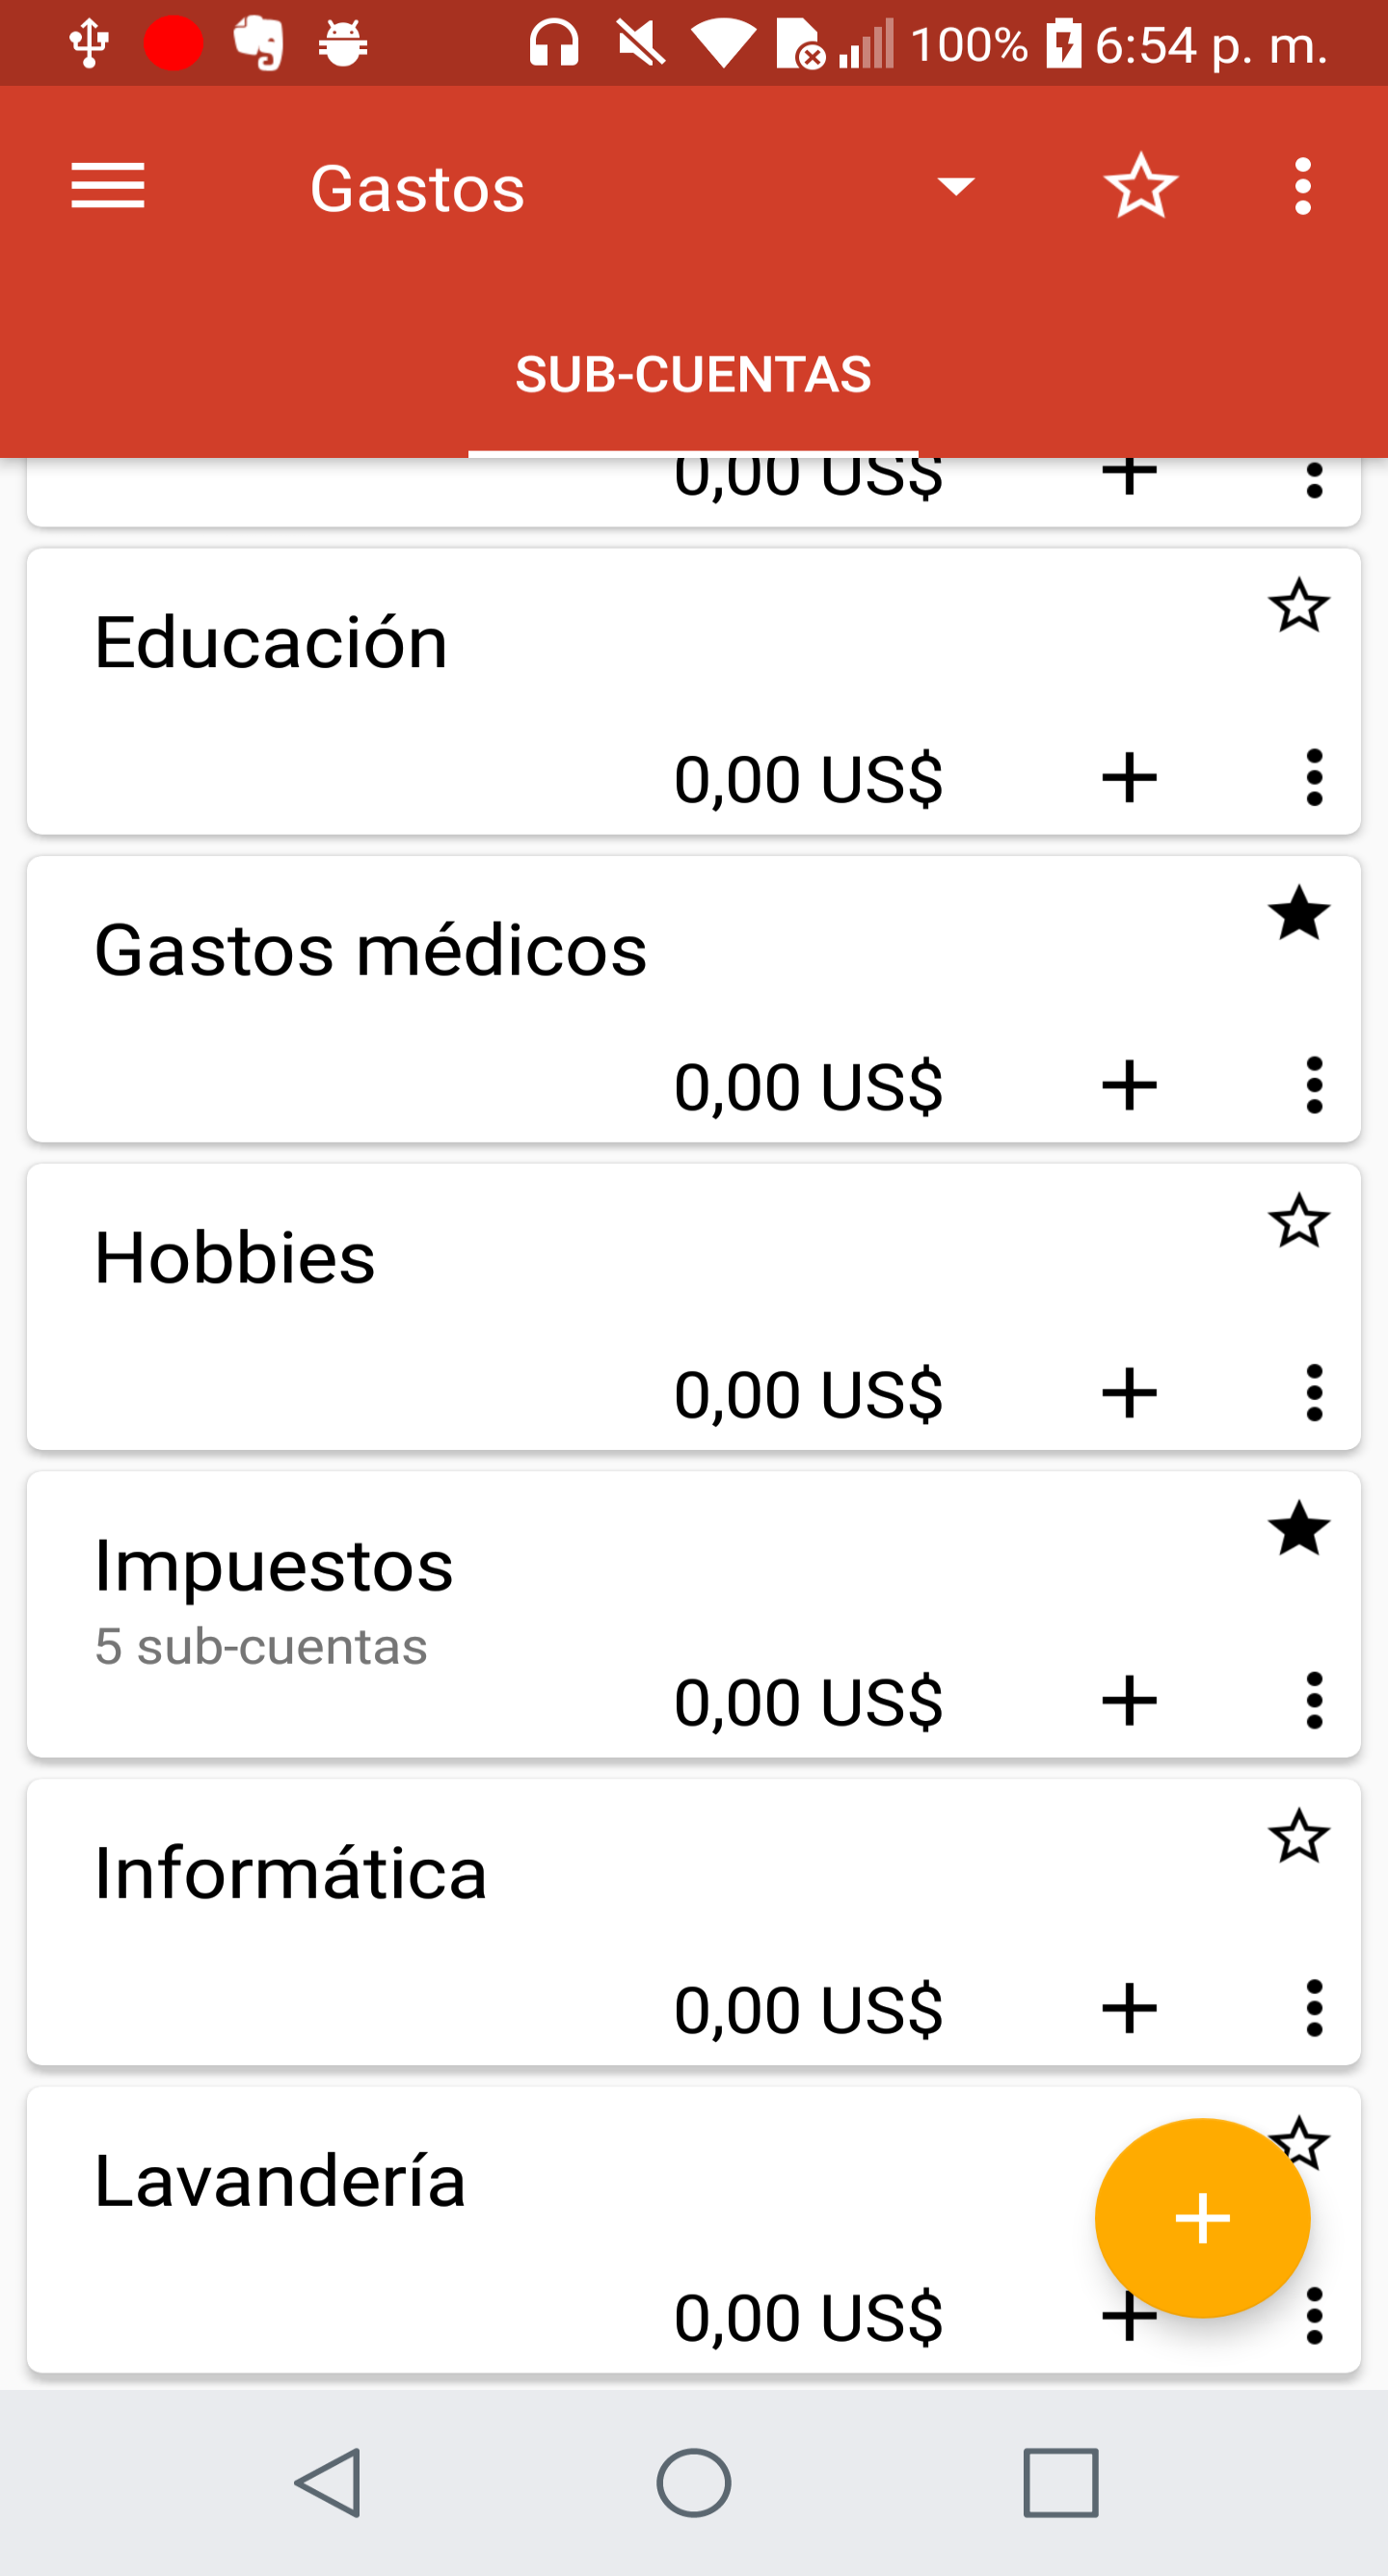 100% 6:54 p. m.
Gastos
SUB-CUENTAS
0,00 US$
Educación
0,00 US$
Gastos médicos
0,00 US$
Hobbies
0,00 US$
Impuestos
5 sub-cuentas
0,00 US$
Informática
0,00 US$
Lavandería
0,00 US$